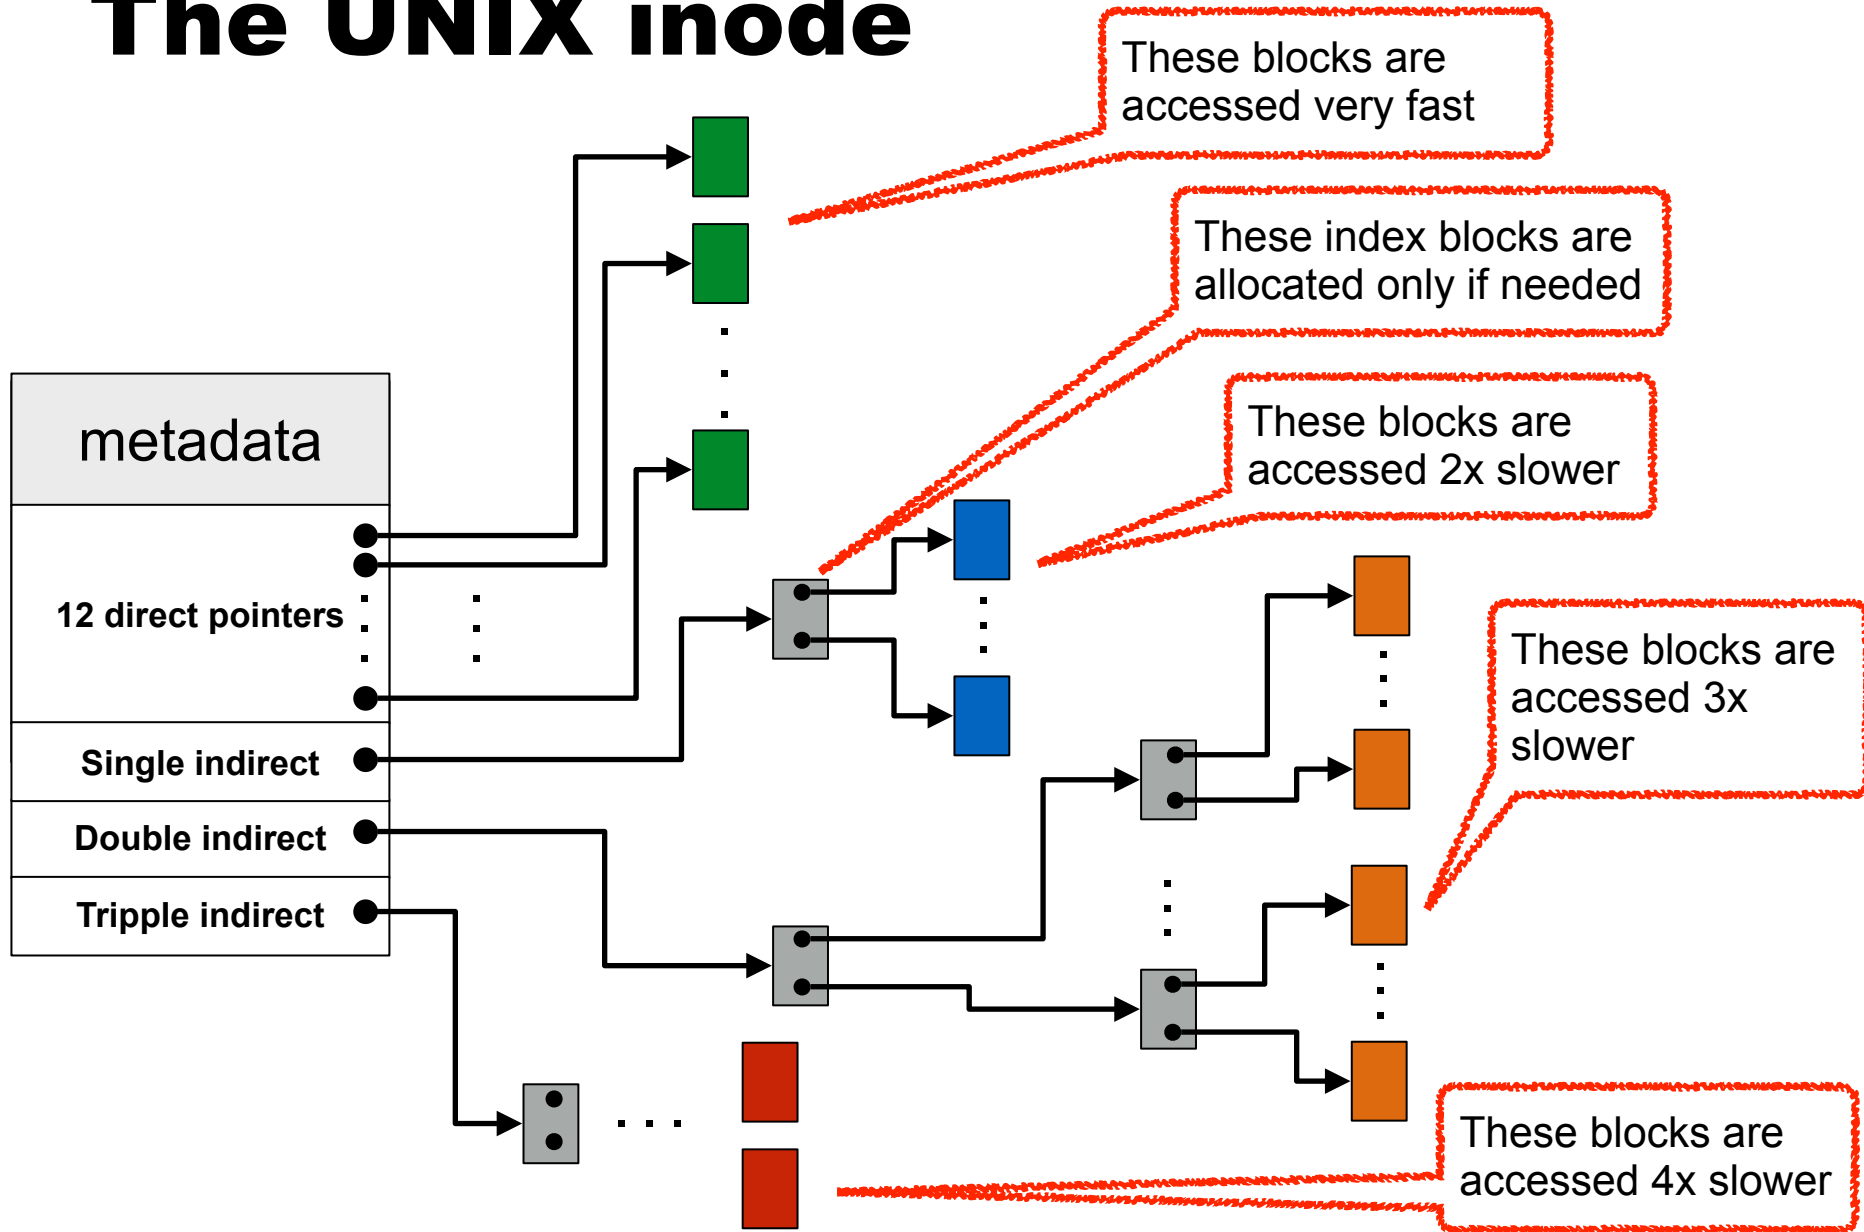 The UNIX inode
These blocks are
accessed very fast
These index blocks are
allocated only if needed
These blocks are
accessed 2x slower
metadata
12 direct pointers
Single indirect
Double indirect
Tripple indirect
These blocks are
accessed 3x
slower
These blocks are
accessed 4x slower